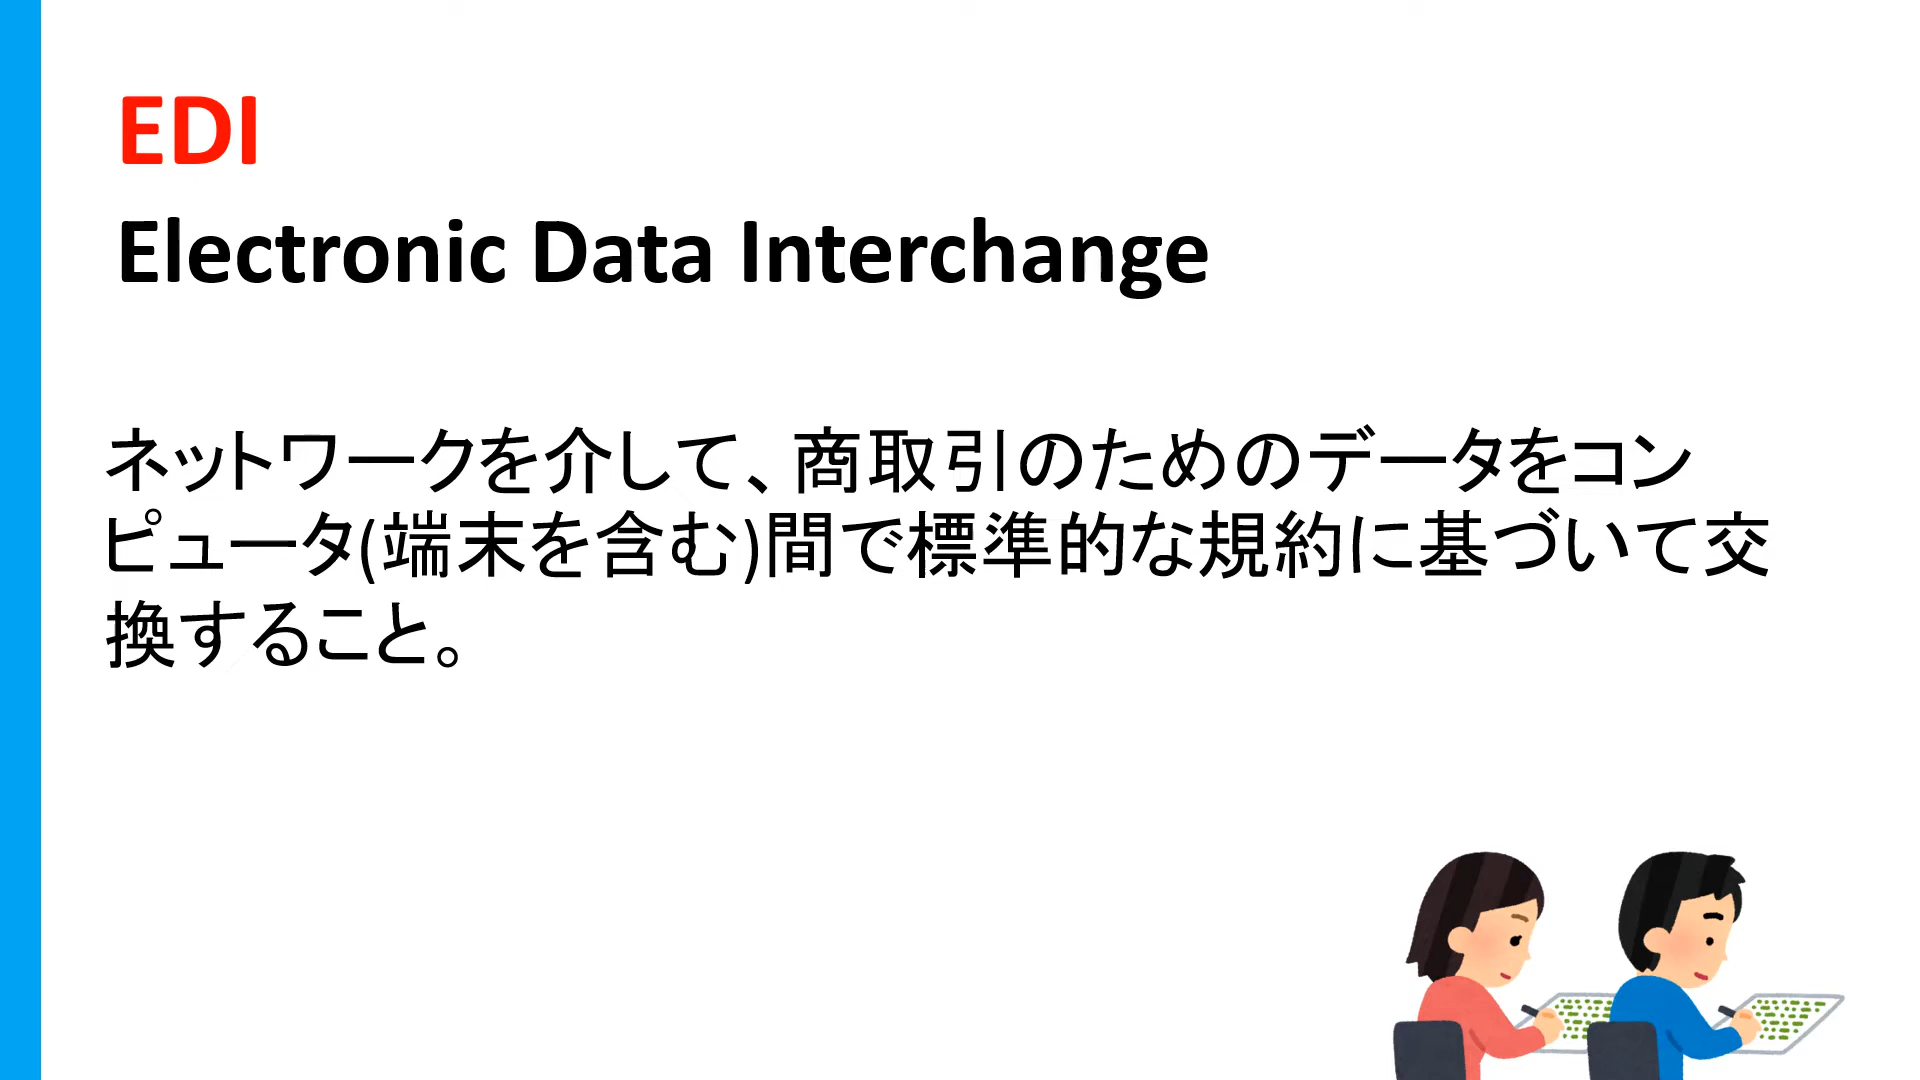 EDI
Electronic Data Interchange
ネットワークを介して、商取引のためのデータをコン
ピュータ(端末を含む)間で標準的な規約に基づいて交
換すること。